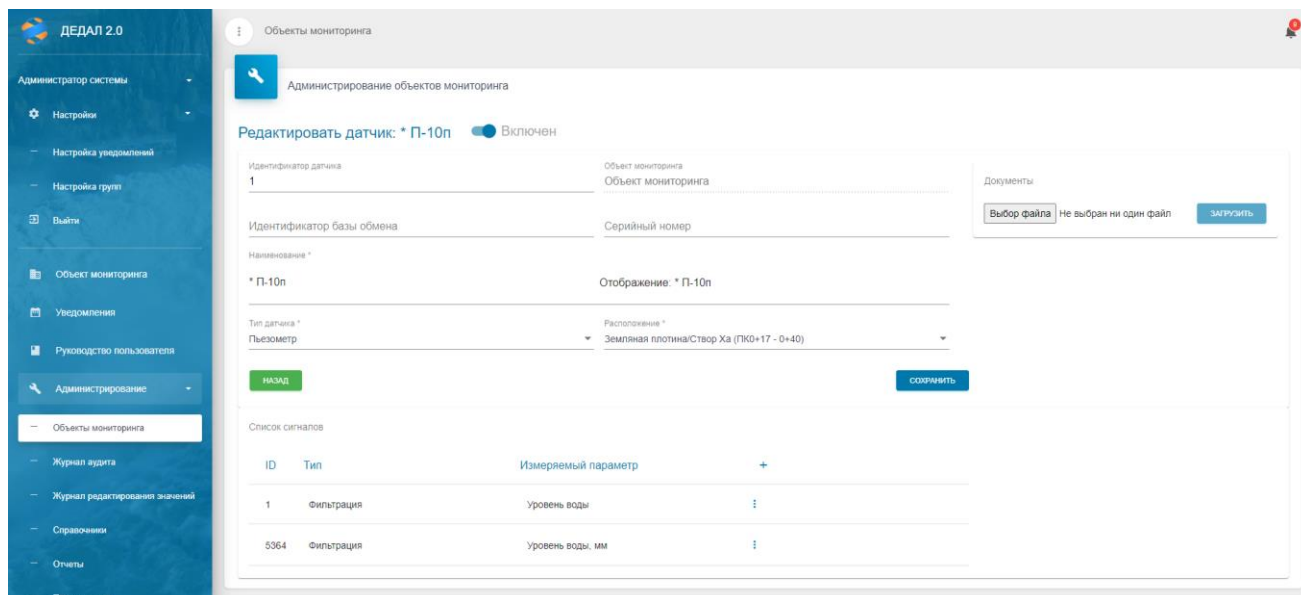 ДЕДАЛ 2.0
Администратор системы
Настройки
Настройка уведомлений
Настройка групп
Выйти
Объект мониторинга
Уведомления
Руководство пользователя
Администрирование
Объекты мониторинга
Журнал аудита
Журнал редактирования значений
Справочники
Отчеты
Объекты мониторинга
Администрирование объектов мониторинга
Редактировать датчик: * П-10п Включен
Идентификатор датчика Объект мониторинга
1 Объект мониторинга
Идентификатор базы обмена Серийный номер
Наименование *
* П-10п Отображение: * П-10п
Тип датчика * Расположение *
Пьезометр Земляная плотина/Створ Xa (ПК0+17 - 0+40)
НАЗАД СОХРАНИТЬ
Документы
Выбор файла Не выбран ни один файл ЗАГРУЗИТЬ
Список сигналов
ID Тип Измеряемый параметр +
1 Фильтрация Уровень воды
5364 Фильтрация Уровень воды, мм